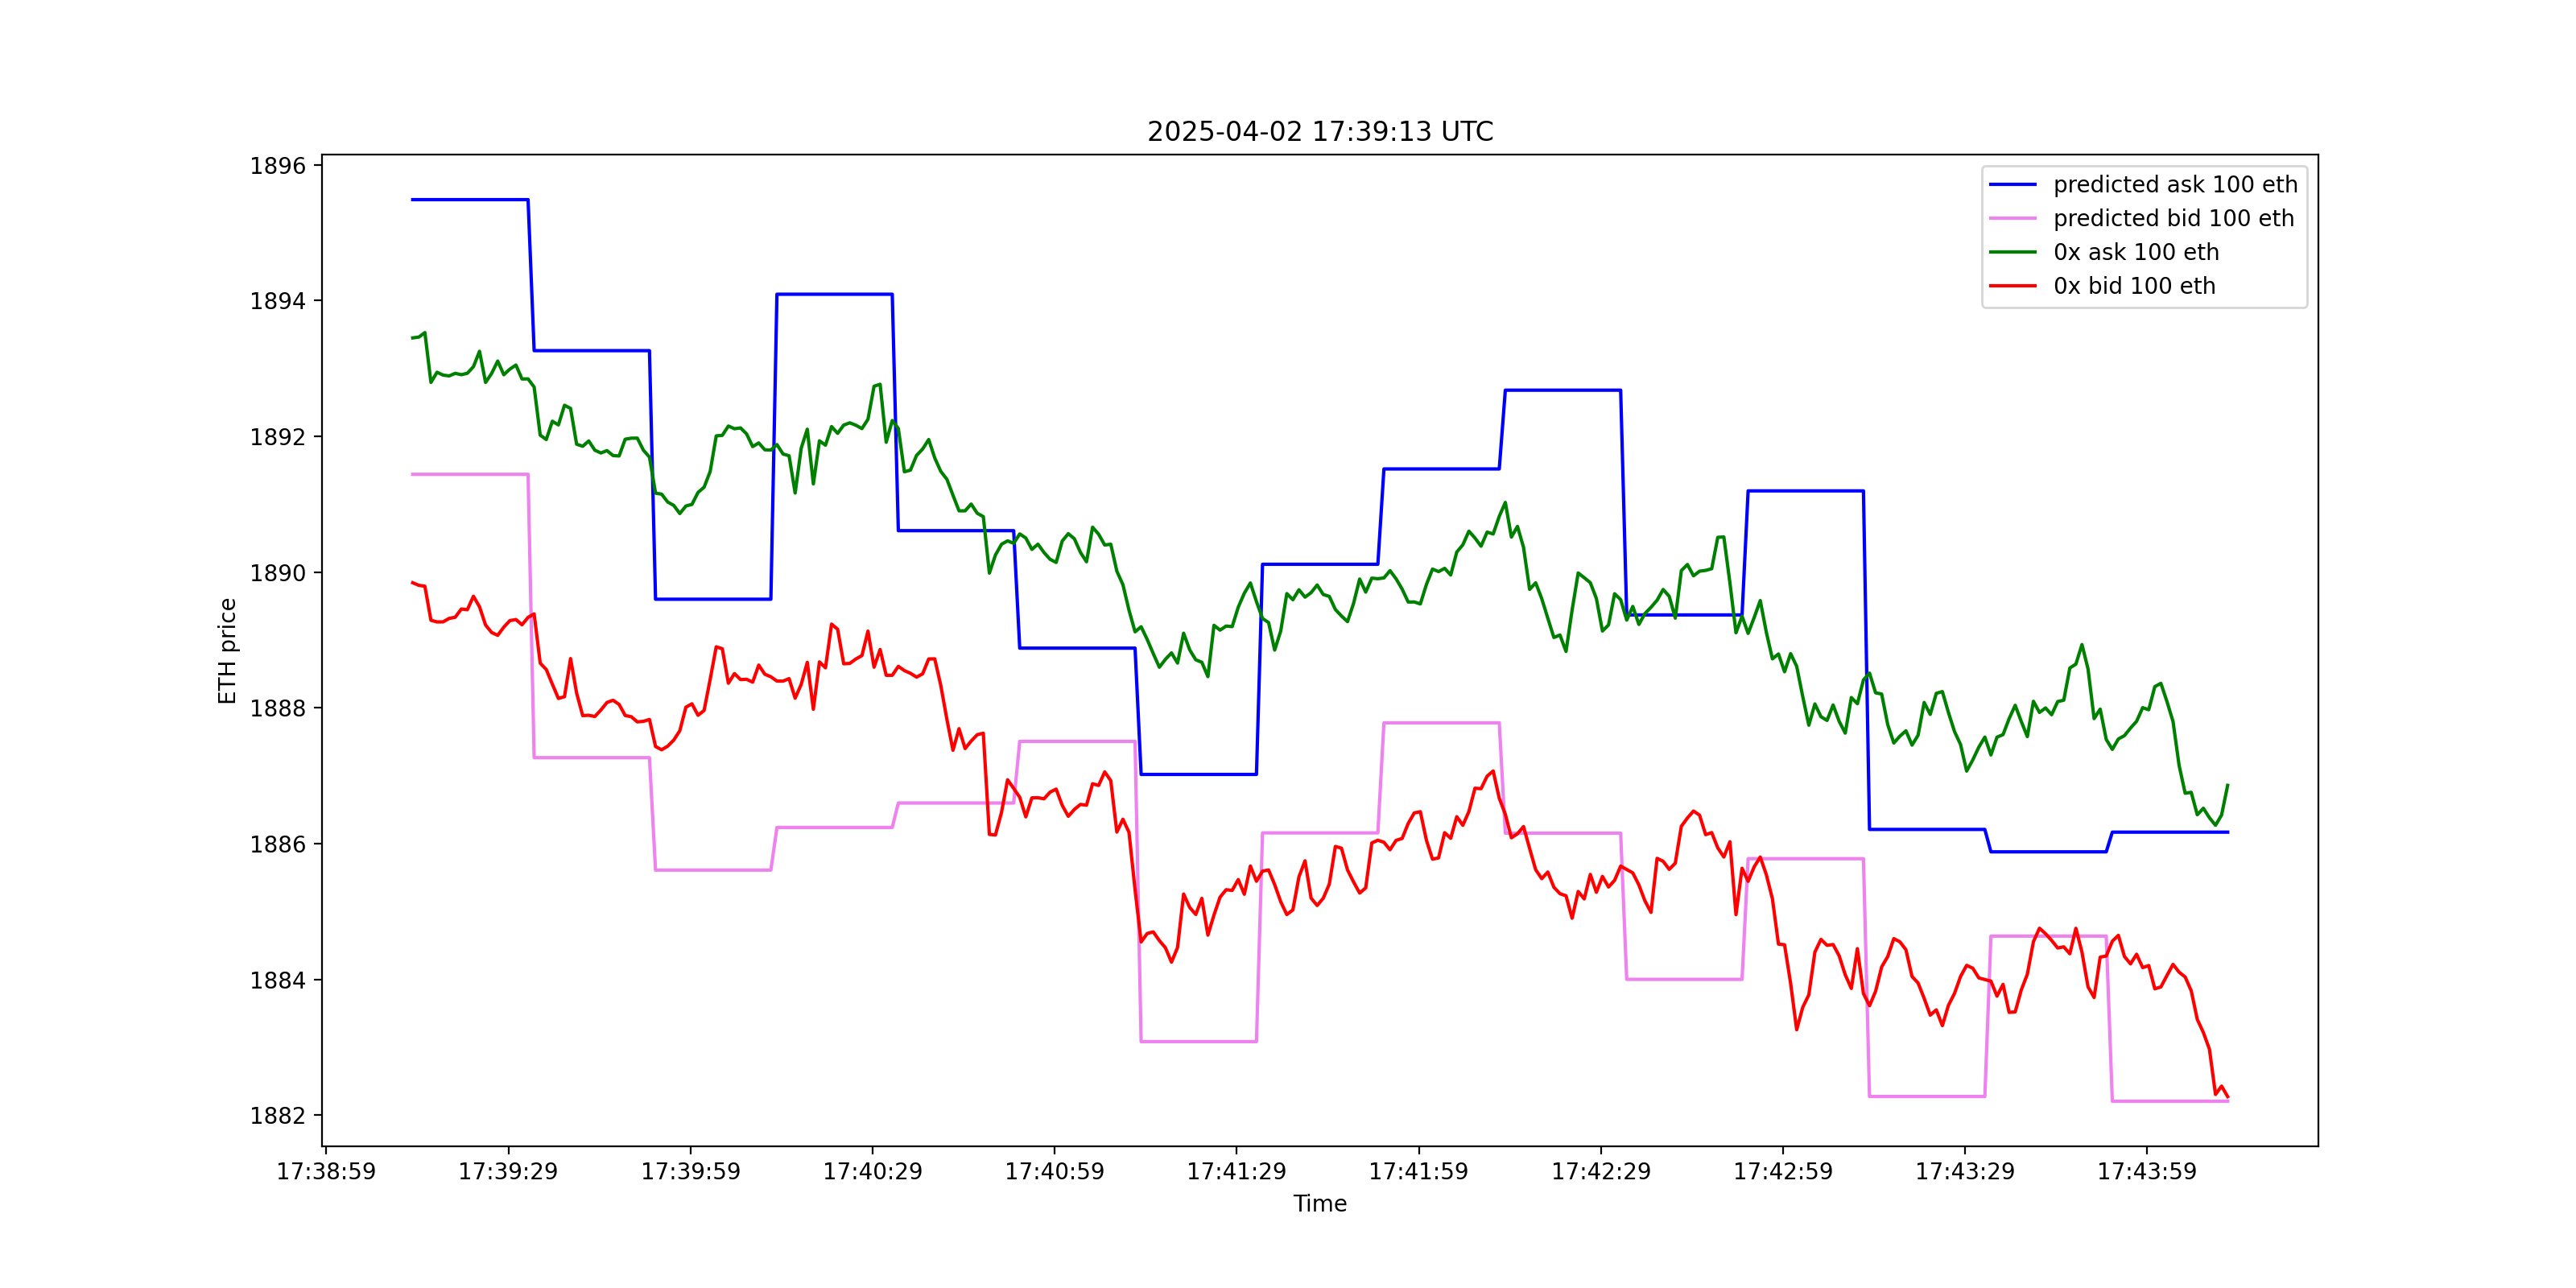 2025-04-02 17:39:13 UTC
predicted ask 100 eth
predicted bid 100 eth
0x ask 100 eth
0x bid 100 eth
ETH price
1896
1894
1892
1890
1888
1886
1884
1882
17:38:59 17:39:29 17:39:59 17:40:29 17:40:59 17:41:29 17:41:59 17:42:29 17:42:59 17:43:29 17:43:59
Time